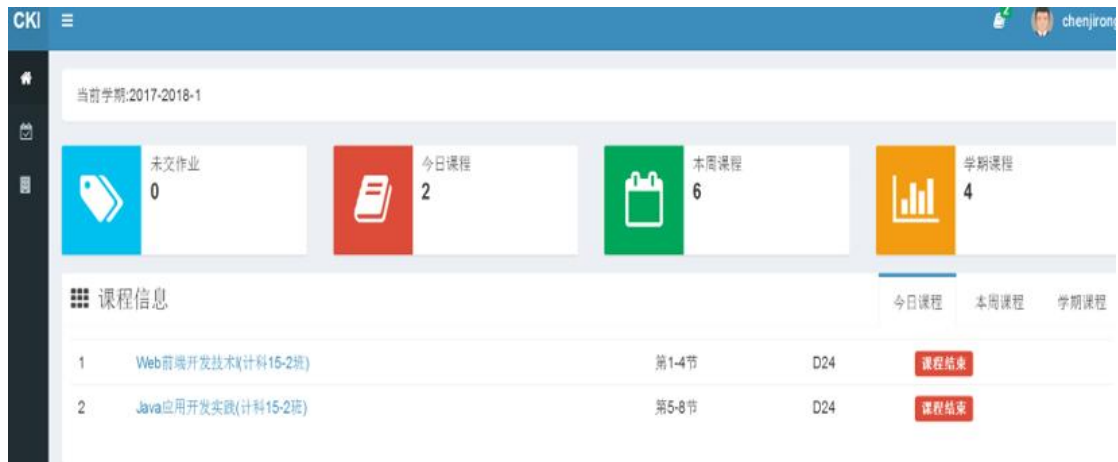 CKI
2
chenjirong
当前学期:2017-2018-1
未交作业
0
今日课程
2
本周课程
6
学期课程
4
课程信息
今日课程 本周课程 学期课程
1 Web前端开发技术I(计科15-2班) 第1-4节 D24 课程结束
2 Java应用开发实践(计科15-2班) 第5-8节 D24 课程结束